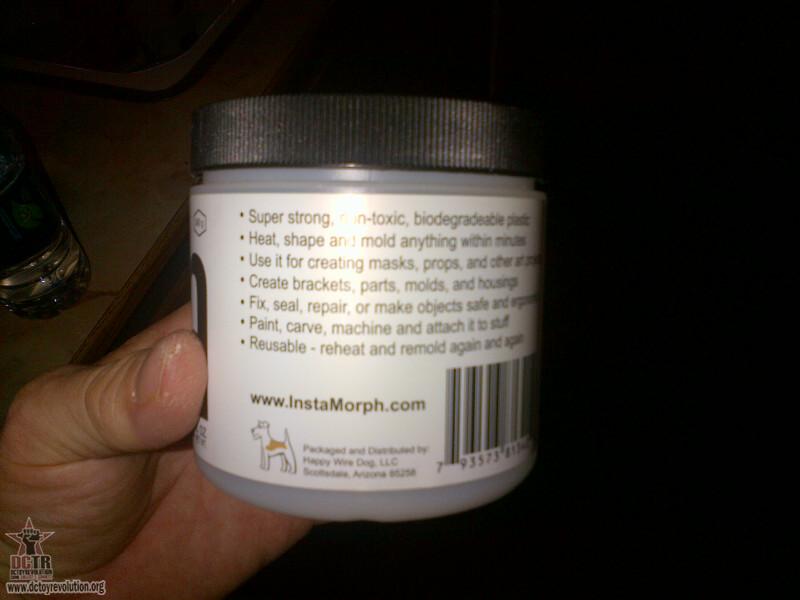 • Super strong, non-toxic, biodegradeable plastic
• Heat, shape and mold anything within minutes
• Use it for creating masks, props, and other art
• Create brackets, parts, molds, and housings
• Fix, seal, repair, or make objects safe and
• Paint, carve, machine and attach it to stuff
• Reusable - reheat and remold again and again
www.InstaMorph.com
Packaged and Distributed by:
Happy Wire Dog, LLC
Scottsdale, Arizona 85258
7 93573
DCTR
DCTOYREVOLUTION
www.dctoyrevolution.org